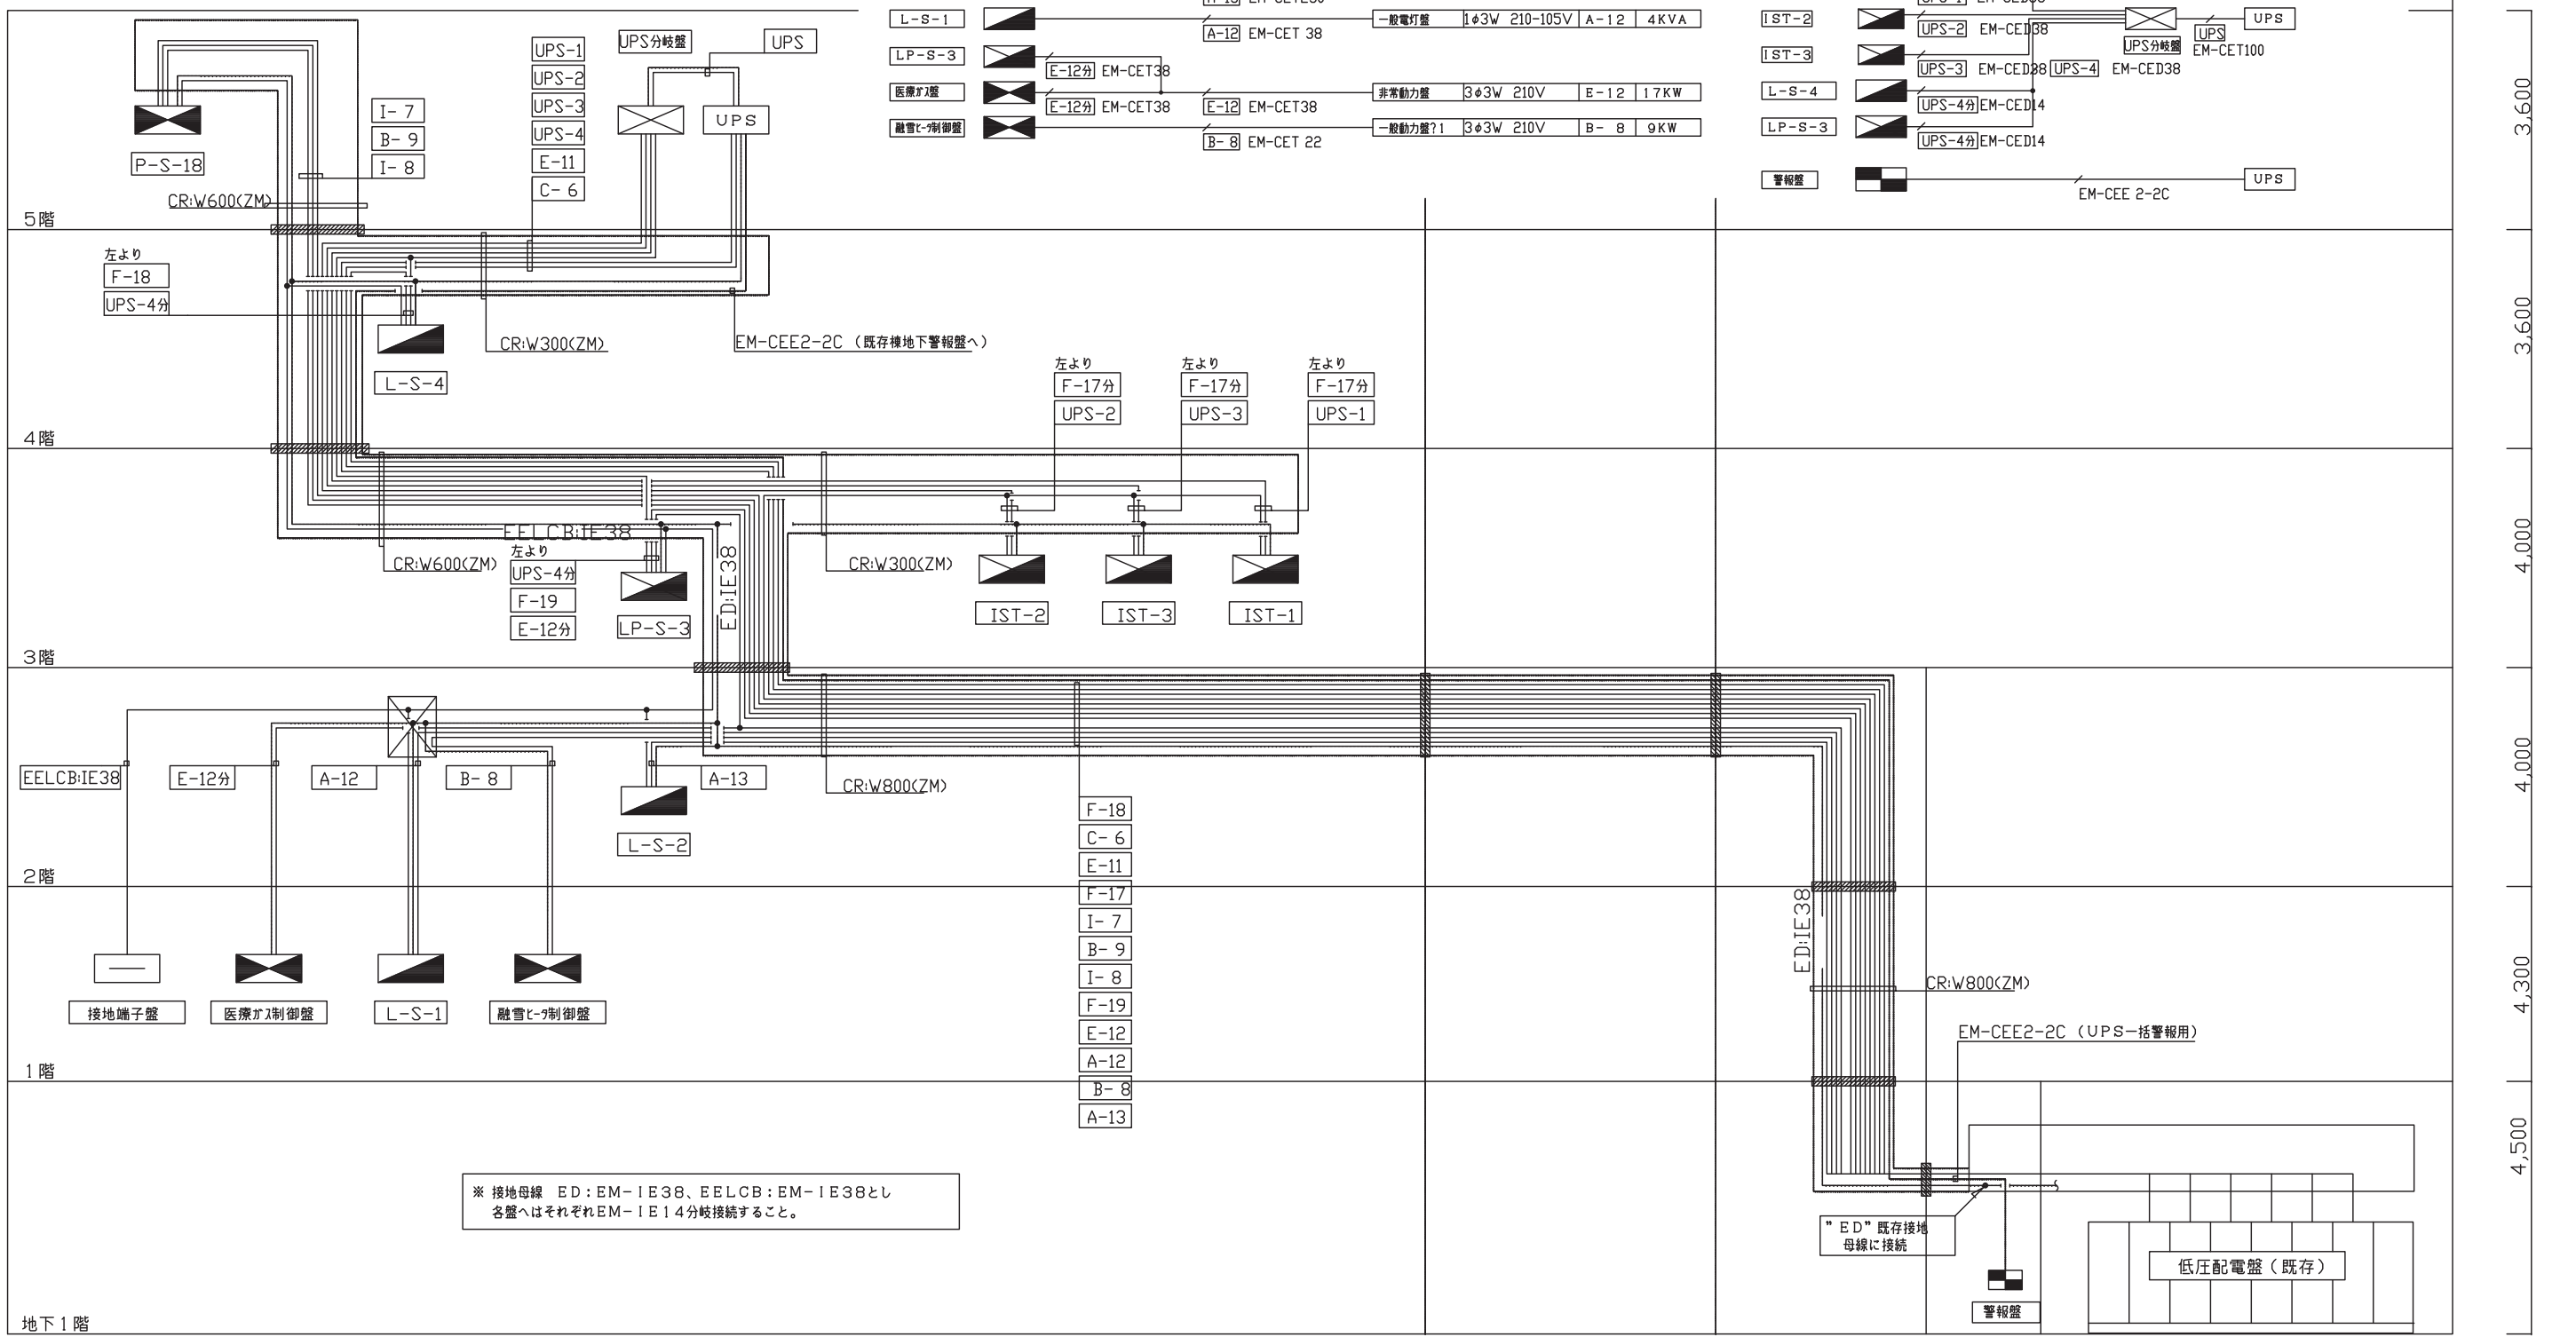 A-13 EM-CET
L-S-1
一般電灯盤 1φ3W 210-105V A-12 4KVA
A-12 EM-CET 38
LP-S-3
E-12分 EM-CET38
医療ガス盤
非常動力盤 3φ3W 210V E-12 17KW
E-12分 EM-CET38
E-12 EM-CET38
融雪ヒータ制御盤
一般動力盤?1 3φ3W 210V B- 8 9KW
B- 8 EM-CET 22
IST-2
UPS-2 EM-CED38
UPS分岐盤
UPS
UPS
EM-CET100
IST-3
UPS-3 EM-CED38
UPS-4 EM-CED38
L-S-4
UPS-4分 EM-CED14
LP-S-3
UPS-4分 EM-CED14
警報盤
UPS
EM-CEE 2-2C
P-S-18
I- 7
B- 9
I- 8
CR:W600(ZM)
UPS-1
UPS-2
UPS-3
UPS-4
E-11
C- 6
UPS分岐盤
UPS
UPS
5階
3,600
左より
F-18
UPS-4分
L-S-4
CR:W300(ZM)
EM-CEE2-2C (既存棟地下警報盤へ)
3,600
左より
F-17分
UPS-2
左より
F-17分
UPS-3
左より
F-17分
UPS-1
4階
CR:W600(ZM)
EELCB:IE38
左より
UPS-4分
F-19
E-12分
LP-S-3
ED:IE38
CR:W300(ZM)
IST-2
IST-3
IST-1
4,000
3階
EELCB:IE38
E-12分
A-12
B- 8
A-13
L-S-2
CR:W800(ZM)
4,000
F-18
C- 6
E-11
F-17
I- 7
B- 9
I- 8
F-19
E-12
A-12
B- 8
A-13
2階
接地端子盤
医療ガス制御盤
L-S-1
融雪ヒータ制御盤
ED:IE38
CR:W800(ZM)
4,300
EM-CEE2-2C (UPS一括警報用)
1階
4,500
※ 接地母線 ED:EM-IE38、EELCB:EM-IE38とし
各盤へはそれぞれEM-IE14分岐接続すること。
”ED”既存接地
母線に接続
低圧配電盤(既存)
警報盤
地下1階